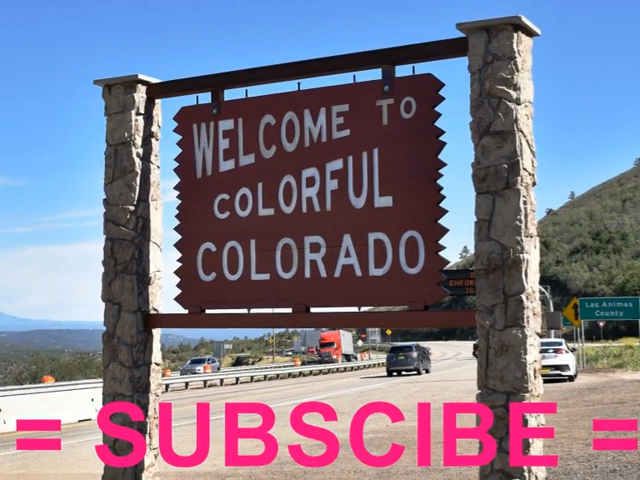 WELCOME TO
COLORFUL
COLORADO
Las Animas
County
= SUBSCIBE =